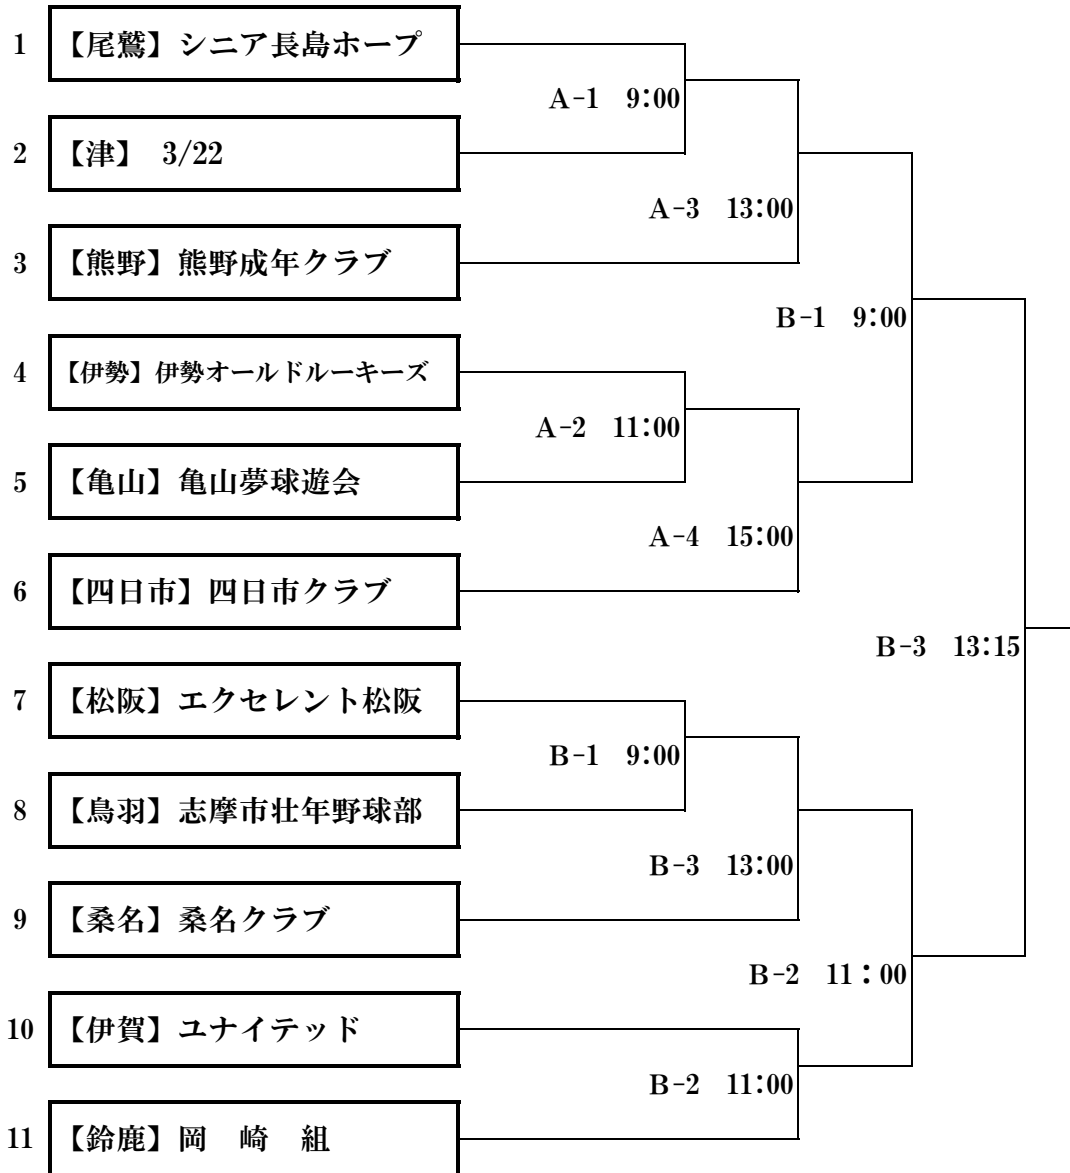 1 【尾鷲】シニア長島ホープ
A-1 9:00
2 【津】 3/22
A-3 13:00
3 【熊野】熊野成年クラブ
B-1 9:00
4 【伊勢】伊勢オールドルーキーズ
A-2 11:00
5 【亀山】亀山夢球遊会
A-4 15:00
6 【四日市】四日市クラブ
B-3 13:15
7 【松阪】エクセレント松阪
B-1 9:00
8 【鳥羽】志摩市壮年野球部
B-3 13:00
9 【桑名】桑名クラブ
B-2 11：00
10 【伊賀】ユナイテッド
B-2 11:00
11 【鈴鹿】岡　崎　組